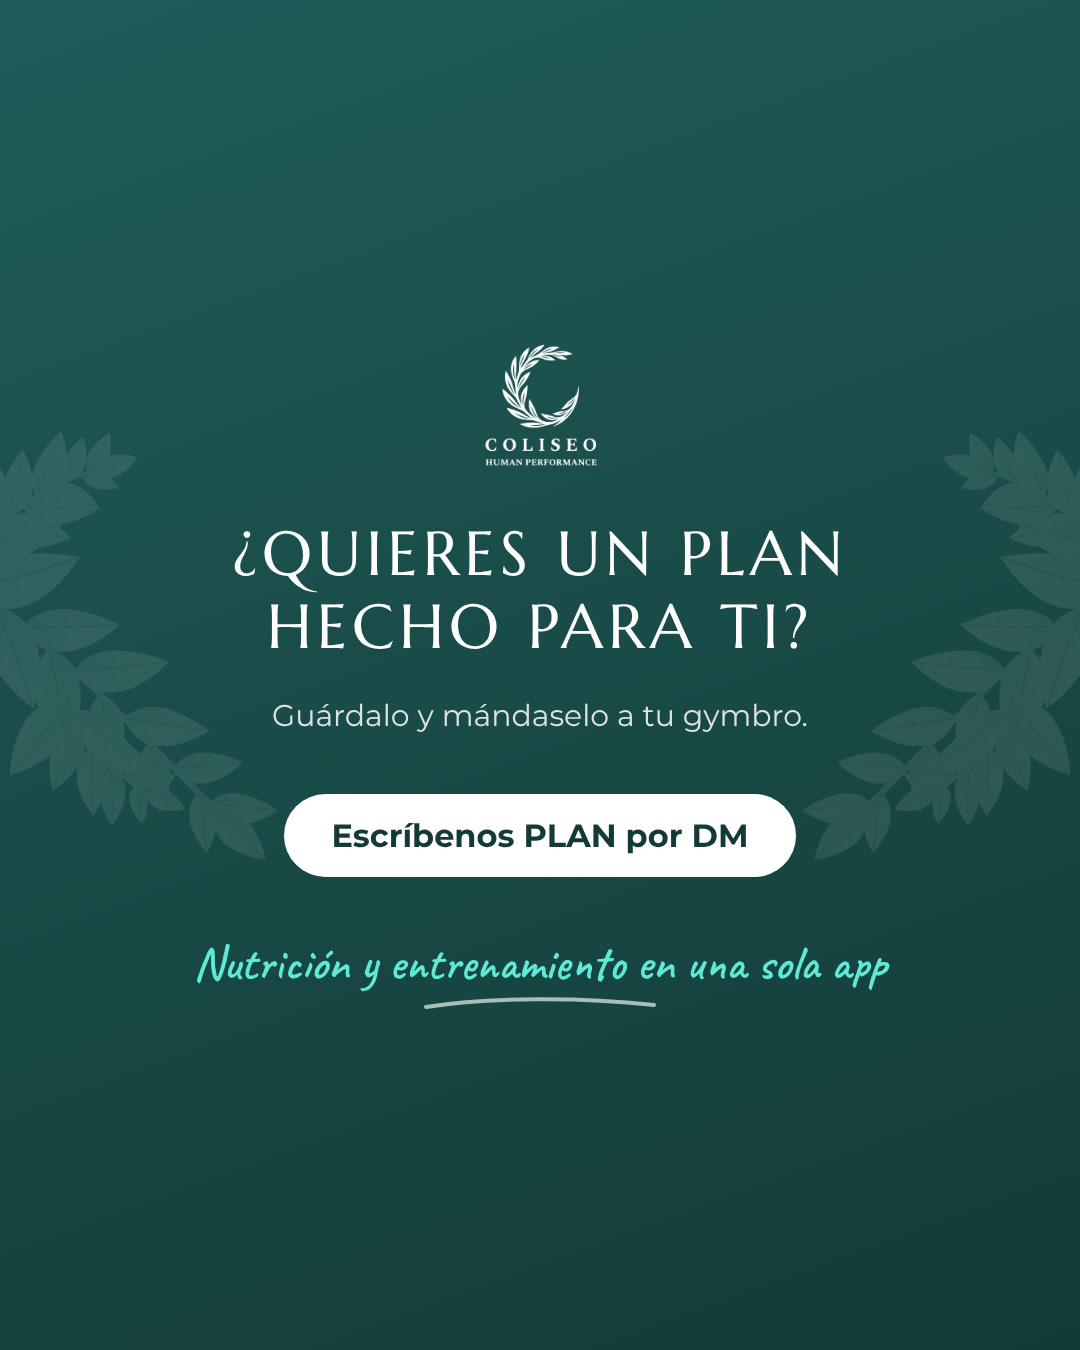 COLISEO
HUMAN PERFORMANCE
¿QUIERES UN PLAN
HECHO PARA TI?
Guárdalo y mándaselo a tu gymbro.
Escríbenos PLAN por DM
Nutrición y entrenamiento en una sola app